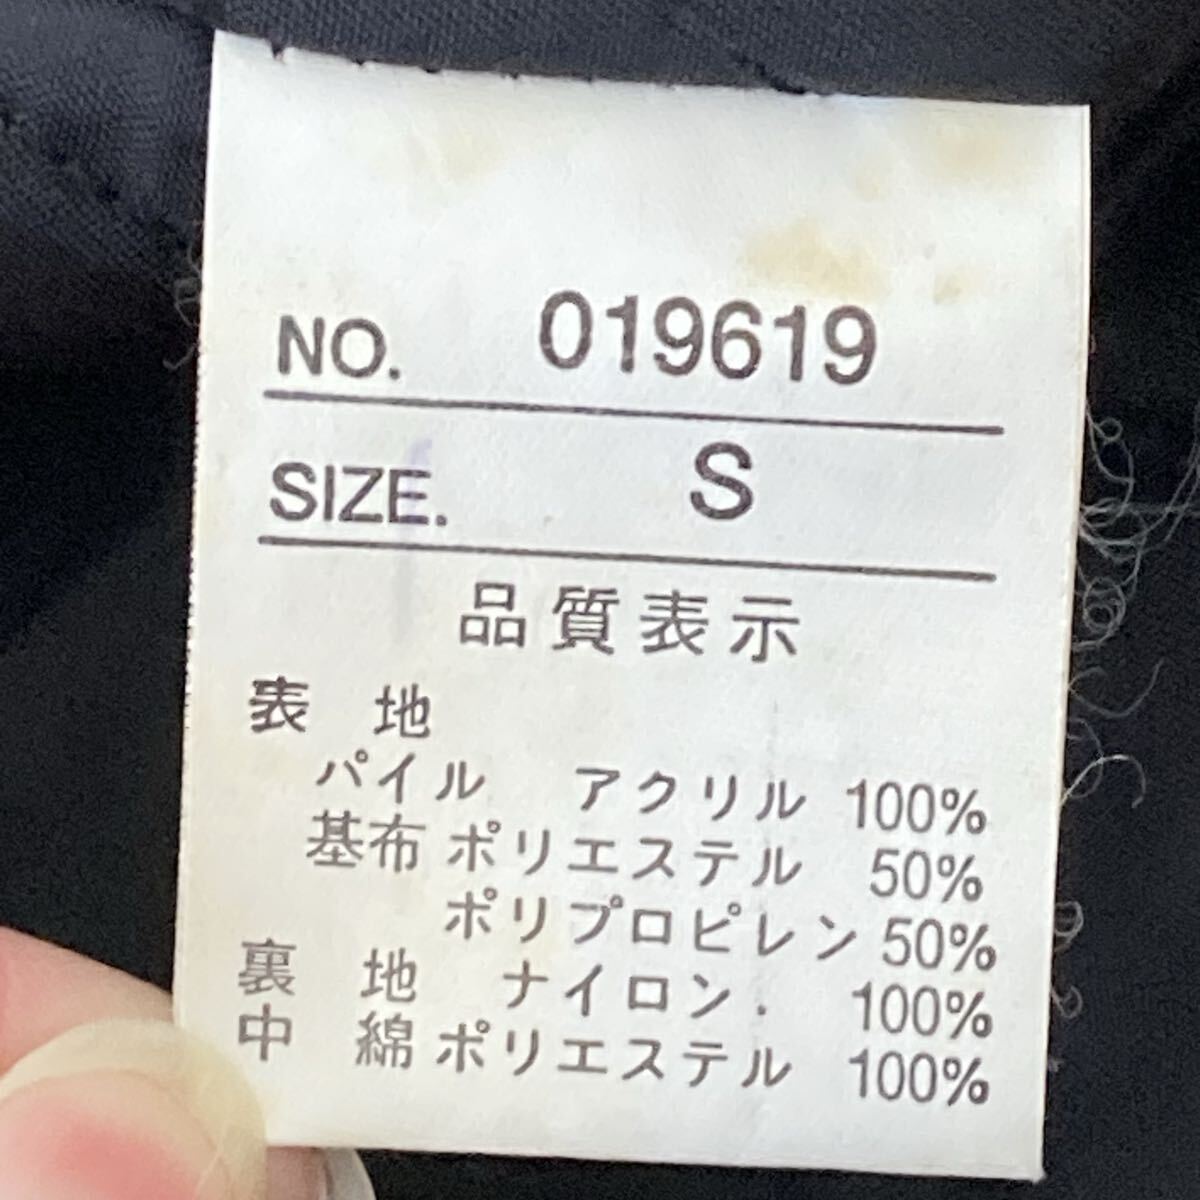 NO. 019619
SIZE. S
品質表示
表 地
パイル アクリル 100%
基布 ポリエステル 50%
ポリプロピレン 50%
裏 地 ナイロン. 100%
中 綿 ポリエステル 100%